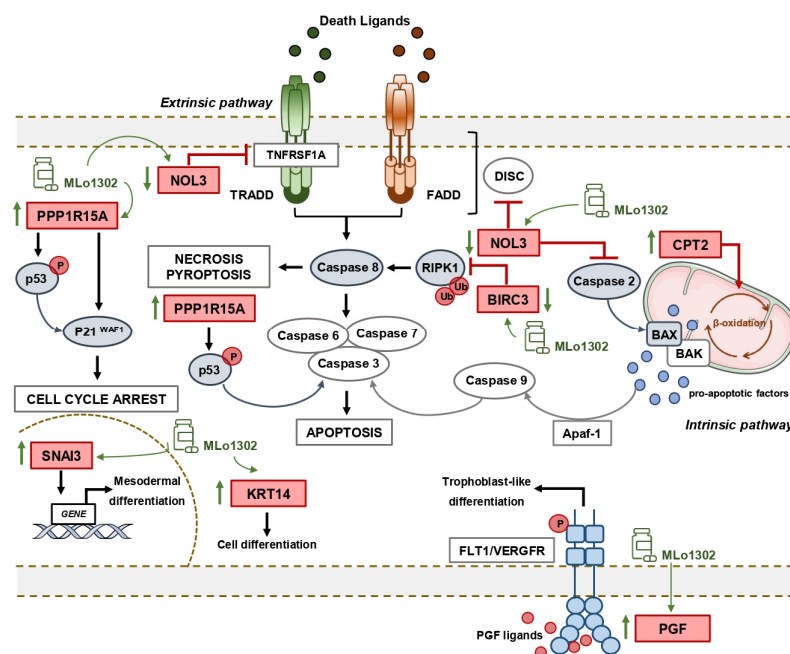 Death Ligands
Extrinsic pathway
TNFRSF1A
MLo1302
NOL3
TRADD
FADD
DISC
MLo1302
PPP1R15A
NOL3
CPT2
NECROSIS
PYROPTOSIS
Caspase 8
RIPK1
Ub
Ub
Caspase 2
p53
P
PPP1R15A
BIRC3
β-oxidation
P21 WAF1
Caspase 6
Caspase 7
MLo1302
BAX
BAK
p53
P
Caspase 3
Caspase 9
pro-apoptotic factors
CELL CYCLE ARREST
APOPTOSIS
Apaf-1
Intrinsic pathway
MLo1302
SNAI3
Mesodermal
differentiation
KRT14
Trophoblast-like
differentiation
GENE
P
Cell differentiation
FLT1/VERGFR
MLo1302
PGF ligands
PGF